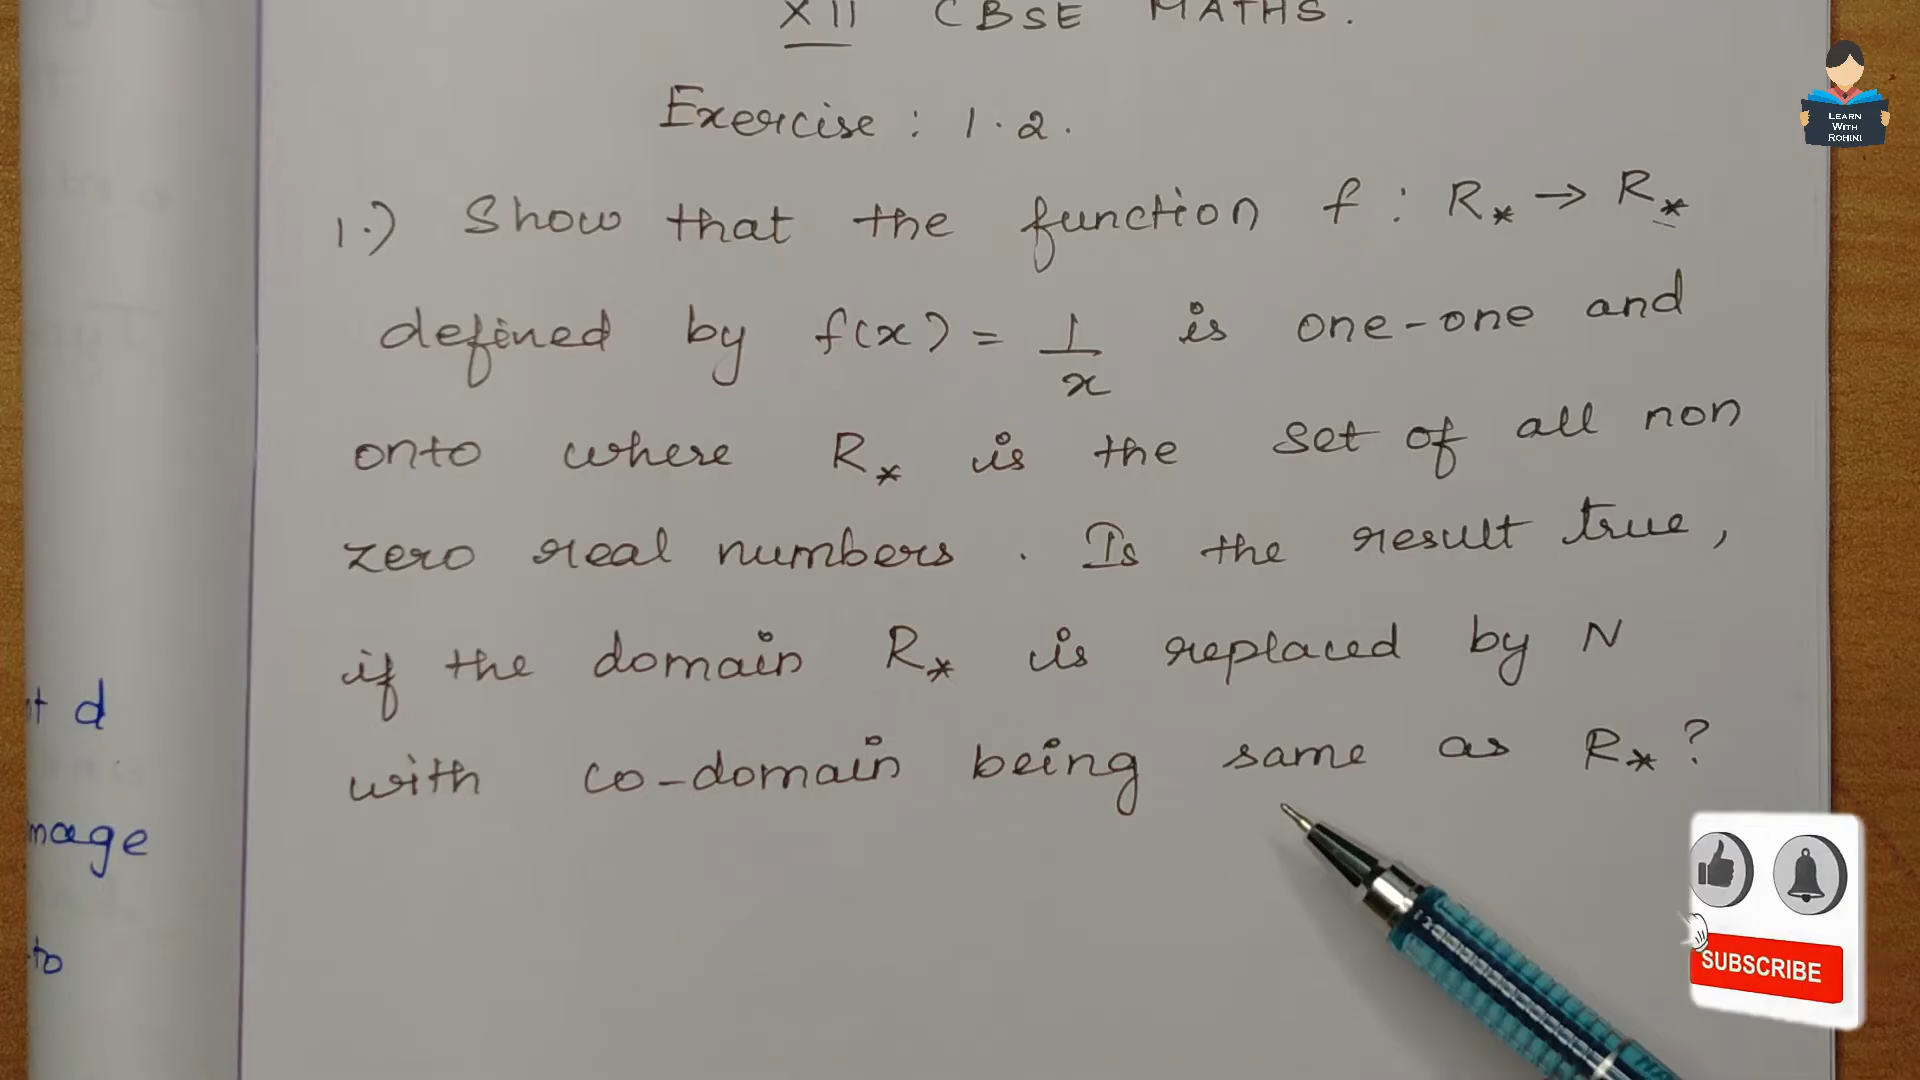 XII CBSE MATHS.
Exercise : 1.2.
1.) Show that the function f : R* → R*
defined by f(x) = 1/x is one-one and
onto where R* is the set of all non
zero real numbers. Is the result true,
if the domain R* is replaced by N
with co-domain being same as R*?
d
mage
to
LEARN
WITH
ROHINI
SUBSCRIBE